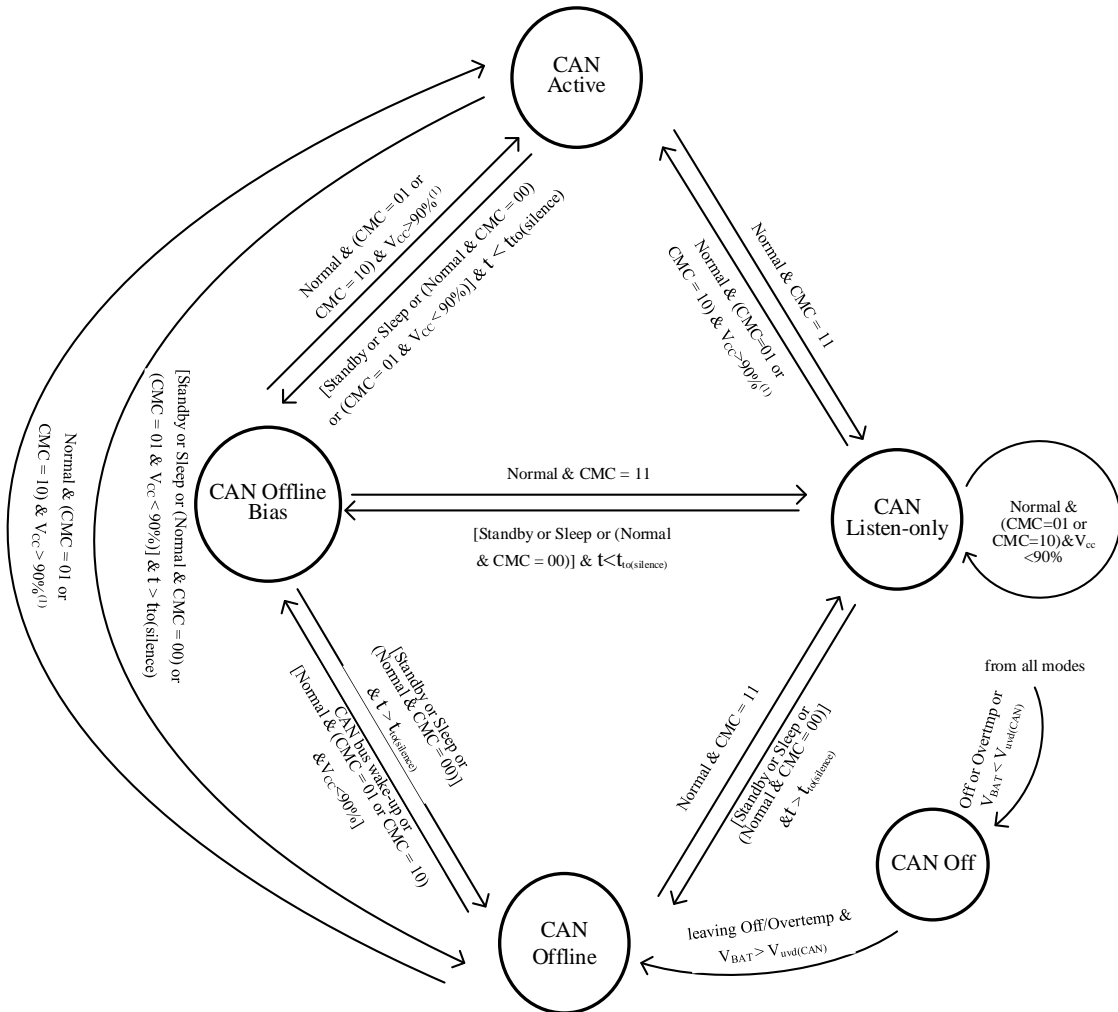 CAN
Active
Normal & (CMC = 01 or
CMC = 10) & VCC>90%(1)
[Standby or Sleep or (Normal & CMC = 00)
or (CMC = 01 & VCC < 90%)] & t < tto(silence)
Normal & CMC = 11
Normal & (CMC=01 or
CMC = 10) & VCC>90%(1)
Normal & (CMC = 01 or
CMC = 10) & VCC > 90%(1)
[Standby or Sleep or (Normal & CMC = 00) or
(CMC = 01 & VCC < 90%)] & t > tto(silence)
CAN Offline
Bias
Normal & CMC = 11
[Standby or Sleep or (Normal
& CMC = 00)] & t<tto(silence)
CAN
Listen-only
Normal &
(CMC=01 or
CMC=10)&Vcc
<90%
[Standby or Sleep or
(Normal & CMC = 00)]
& t > tto(silence)
CAN bus wake-up or
[Normal & (CMC = 01 or CMC = 10)
&VCC<90%]
Normal & CMC = 11
[Standby or Sleep or
(Normal & CMC = 00)]
&t > tto(silence)
from all modes
Off or Overtmp or
VBAT < Vuvd(CAN)
CAN Off
leaving Off/Overtemp &
VBAT > Vuvd(CAN)
CAN
Offline